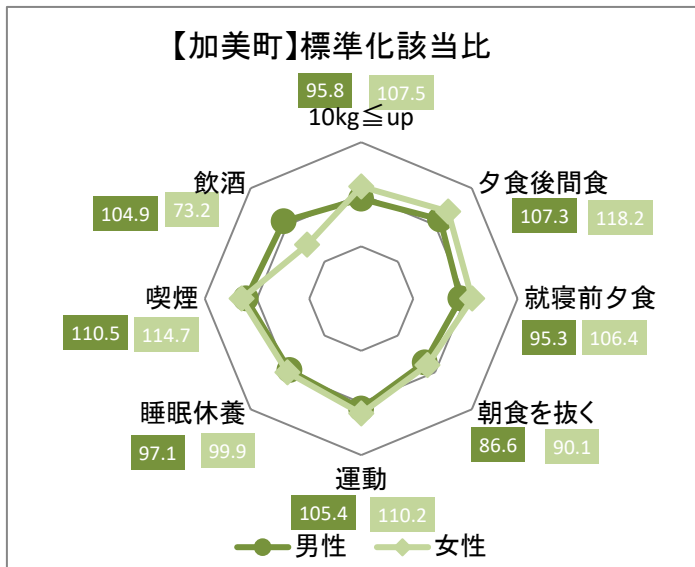 【加美町】標準化該当比
95.8 107.5
10kg≦up
飲酒 夕食後間食
104.9 73.2 107.3 118.2
喫煙 就寝前夕食
110.5 114.7 95.3 106.4
睡眠休養 朝食を抜く
97.1 99.9 86.6 90.1
運動
105.4 110.2
男性 女性